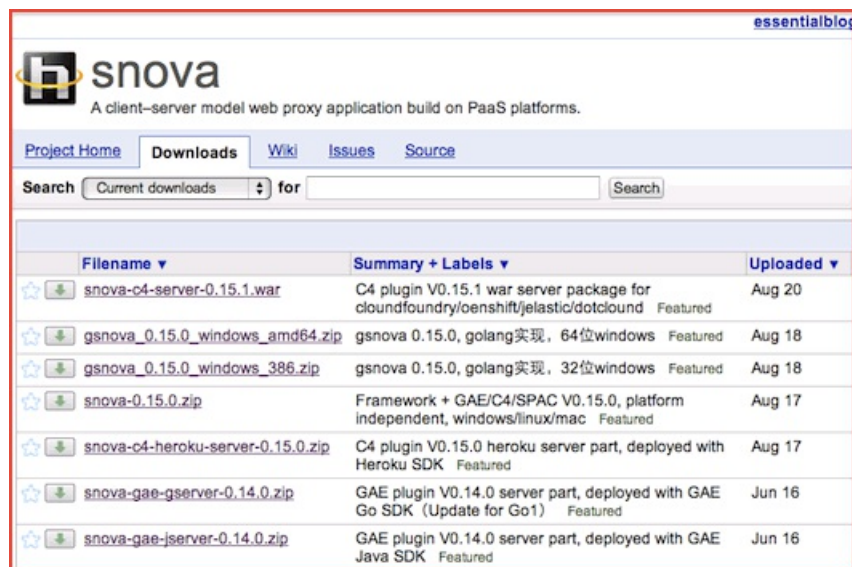 essentialblog
snova
A client–server model web proxy application build on PaaS platforms.
Project Home Downloads Wiki Issues Source
Search Current downloads for Search
Filename ▼ Summary + Labels ▼ Uploaded ▼
snova-c4-server-0.15.1.war C4 plugin V0.15.1 war server package for Aug 20
cloudfoundry/oenshift/jelastic/dotclound Featured
gsnova_0.15.0_windows_amd64.zip gsnova 0.15.0, golang实现，64位windows Featured Aug 18
gsnova_0.15.0_windows_386.zip gsnova 0.15.0, golang实现，32位windows Featured Aug 18
snova-0.15.0.zip Framework + GAE/C4/SPAC V0.15.0, platform Aug 17
independent, windows/linux/mac Featured
snova-c4-heroku-server-0.15.0.zip C4 plugin V0.15.0 heroku server part, deployed with Aug 17
Heroku SDK Featured
snova-gae-gserver-0.14.0.zip GAE plugin V0.14.0 server part, deployed with GAE Jun 16
Go SDK（Update for Go1） Featured
snova-gae-jserver-0.14.0.zip GAE plugin V0.14.0 server part, deployed with GAE Jun 16
Java SDK Featured